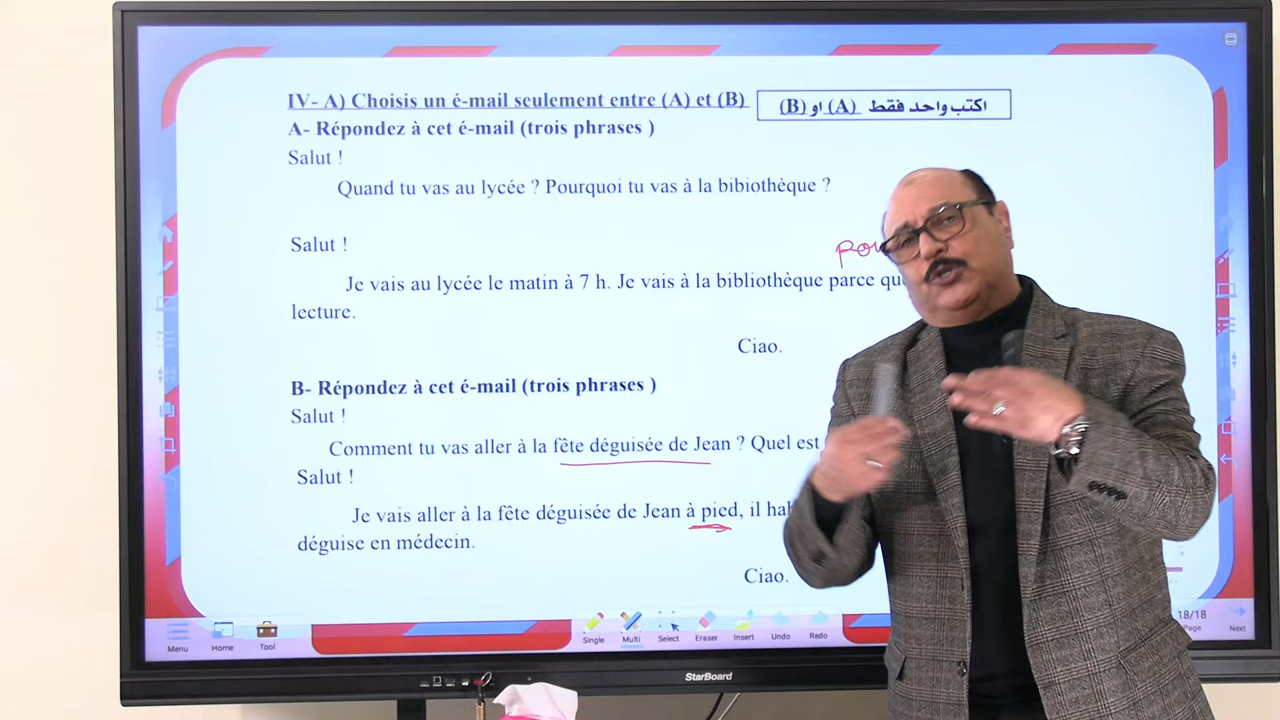 IV- A) Choisis un é-mail seulement entre (A) et (B)
اكتب واحد فقط (A) او (B)
A- Répondez à cet é-mail (trois phrases )
Salut !
Quand tu vas au lycée ? Pourquoi tu vas à la bibiothèque ?
Salut !
Je vais au lycée le matin à 7 h. Je vais à la bibliothèque parce que
lecture.
Ciao.
B- Répondez à cet é-mail (trois phrases )
Salut !
Comment tu vas aller à la fête déguisée de Jean ? Quel est
Salut !
Je vais aller à la fête déguisée de Jean à pied, il
déguise en médecin.
Ciao.
Menu Home Tool Single Multi Select Eraser Insert Undo Redo 18/18 Page Next
StarBoard